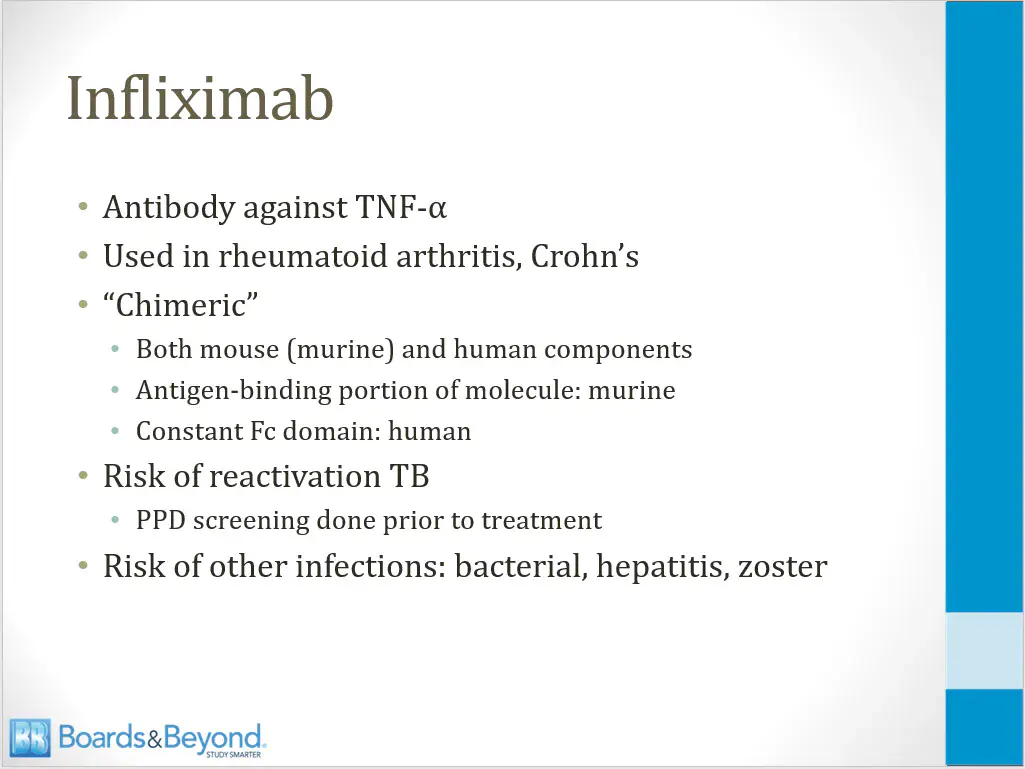 Infliximab
• Antibody against TNF-α
• Used in rheumatoid arthritis, Crohn’s
• “Chimeric”
• Both mouse (murine) and human components
• Antigen-binding portion of molecule: murine
• Constant Fc domain: human
• Risk of reactivation TB
• PPD screening done prior to treatment
• Risk of other infections: bacterial, hepatitis, zoster
BB Boards&Beyond.
STUDY SMARTER